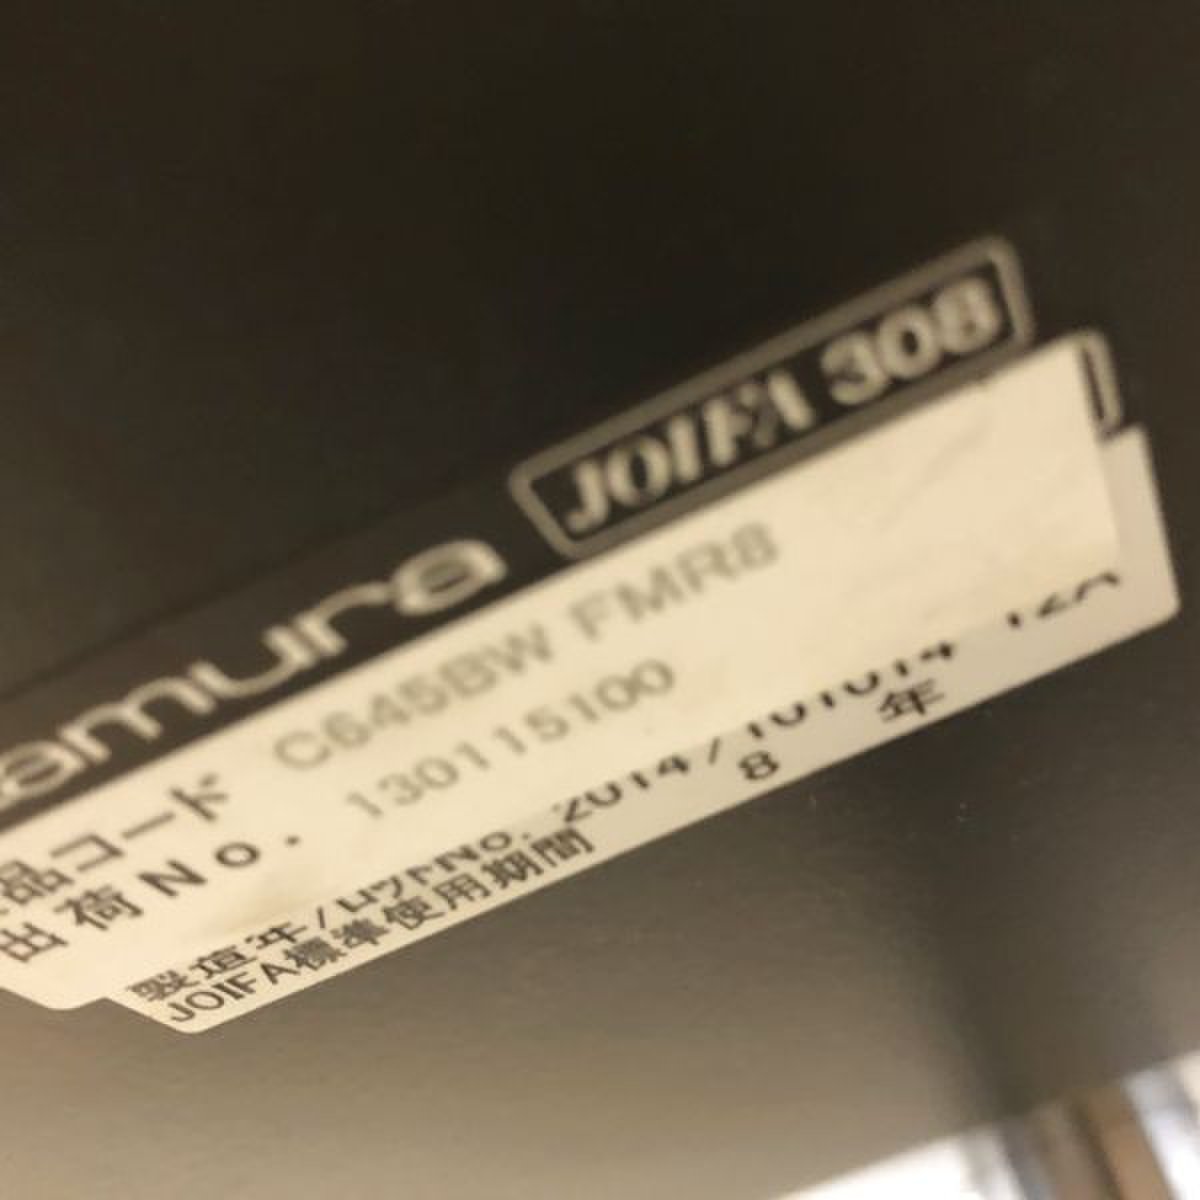 amura JOIFA 308
品コード C645BW FMR8
出荷No. 130115100
製造年/ロットNo. 2014/101014
JOIFA標準使用期間 8 年